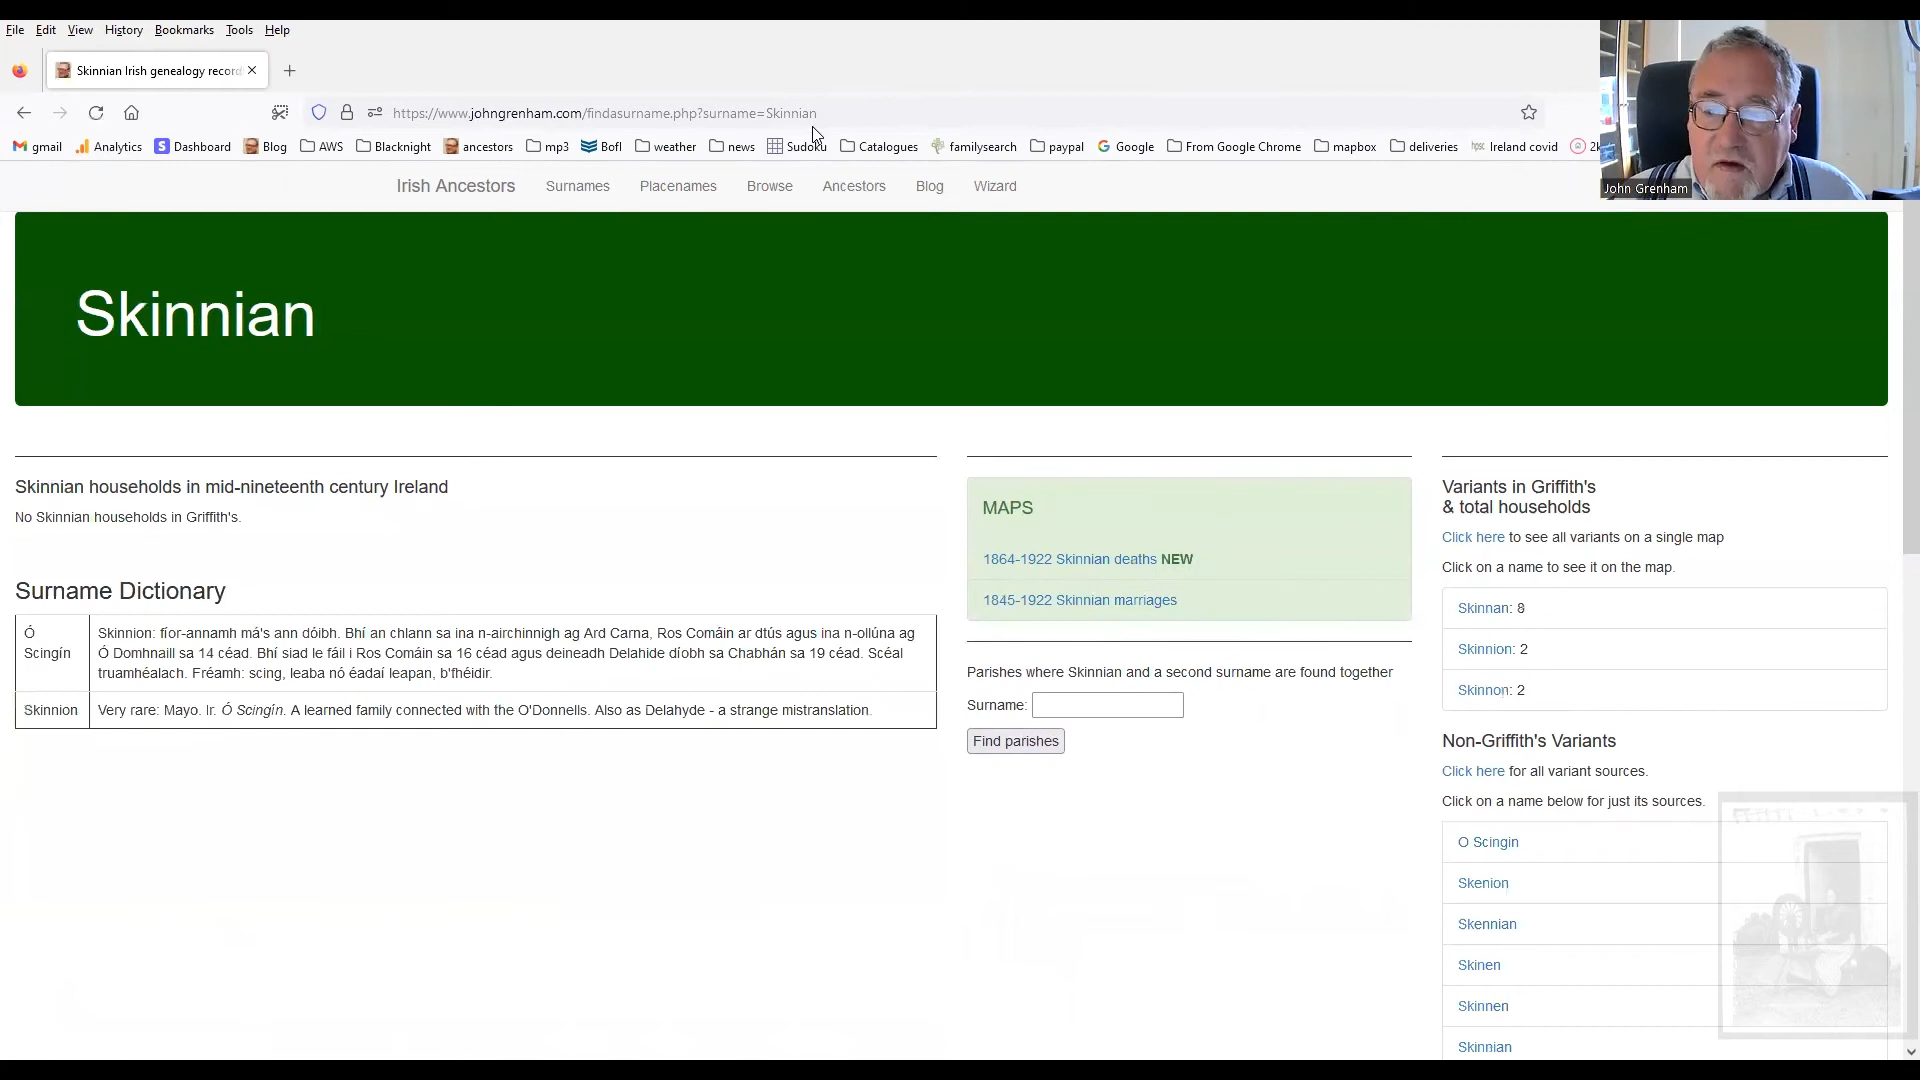 File Edit View History Bookmarks Tools Help
Skinnian Irish genealogy record
https://www.johngrenham.com/findasurname.php?surname=Skinnian
gmail Analytics Dashboard Blog AWS Blacknight ancestors mp3 BofI weather news Sudoku Catalogues familysearch paypal Google From Google Chrome mapbox deliveries Ireland covid
John Grenham
Irish Ancestors Surnames Placenames Browse Ancestors Blog Wizard
Skinnian
Skinnian households in mid-nineteenth century Ireland
No Skinnian households in Griffith's.
Surname Dictionary
Ó Scingín
Skinnion: fíor-annamh má's ann dóibh. Bhí an chlann sa ina n-airchinnigh ag Ard Carna, Ros Comáin ar dtús agus ina n-ollúna ag
Ó Domhnaill sa 14 céad. Bhí siad le fáil i Ros Comáin sa 16 céad agus deineadh Delahide díobh sa Chabhán sa 19 céad. Scéal
truamhéalach. Fréamh: scing, leaba nó éadaí leapan, b'fhéidir.
Skinnion
Very rare: Mayo. Ir. Ó Scingín. A learned family connected with the O'Donnells. Also as Delahyde - a strange mistranslation.
MAPS
1864-1922 Skinnian deaths NEW
1845-1922 Skinnian marriages
Parishes where Skinnian and a second surname are found together
Surname:
Find parishes
Variants in Griffith's
& total households
Click here to see all variants on a single map
Click on a name to see it on the map.
Skinnan: 8
Skinnion: 2
Skinnon: 2
Non-Griffith's Variants
Click here for all variant sources.
Click on a name below for just its sources.
O Scingin
Skenion
Skennian
Skinen
Skinnen
Skinnian